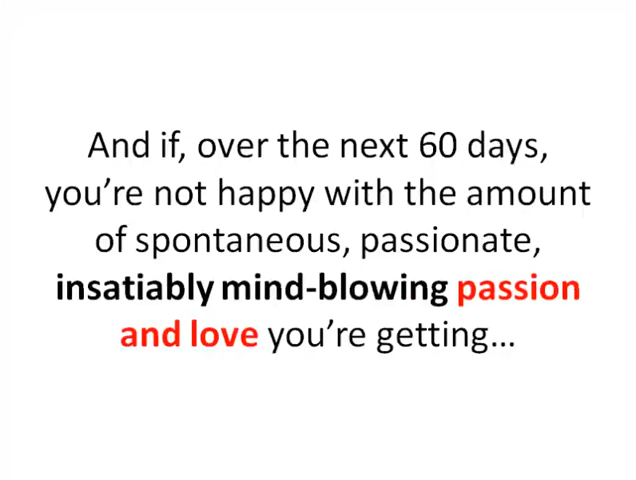 And if, over the next 60 days,
you’re not happy with the amount
of spontaneous, passionate,
insatiably mind-blowing passion
and love you’re getting…